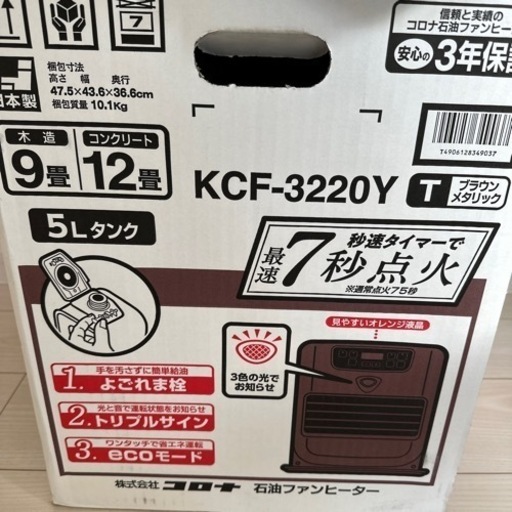 信頼と実績の
コロナ石油ファンヒー
安心の3年保
7
梱包寸法
高さ 幅 奥行
47.5×43.6×36.6cm
梱包質量 10.1Kg
日本製
木造
9畳
コンクリート
12畳
T4906128349037
KCF-3220Y
T
ブラウン
メタリック
5Lタンク
秒速タイマーで
最速7秒点火
※通常点火75秒
見やすいオレンジ液晶
3色の光で
お知らせ
手を汚さずに簡単給油
1. よごれま栓
光と音で運転状態をお知らせ
2. トリプルサイン
ワンタッチで省エネ運転
3. ecoモード
株式会社 コロナ 石油ファンヒーター